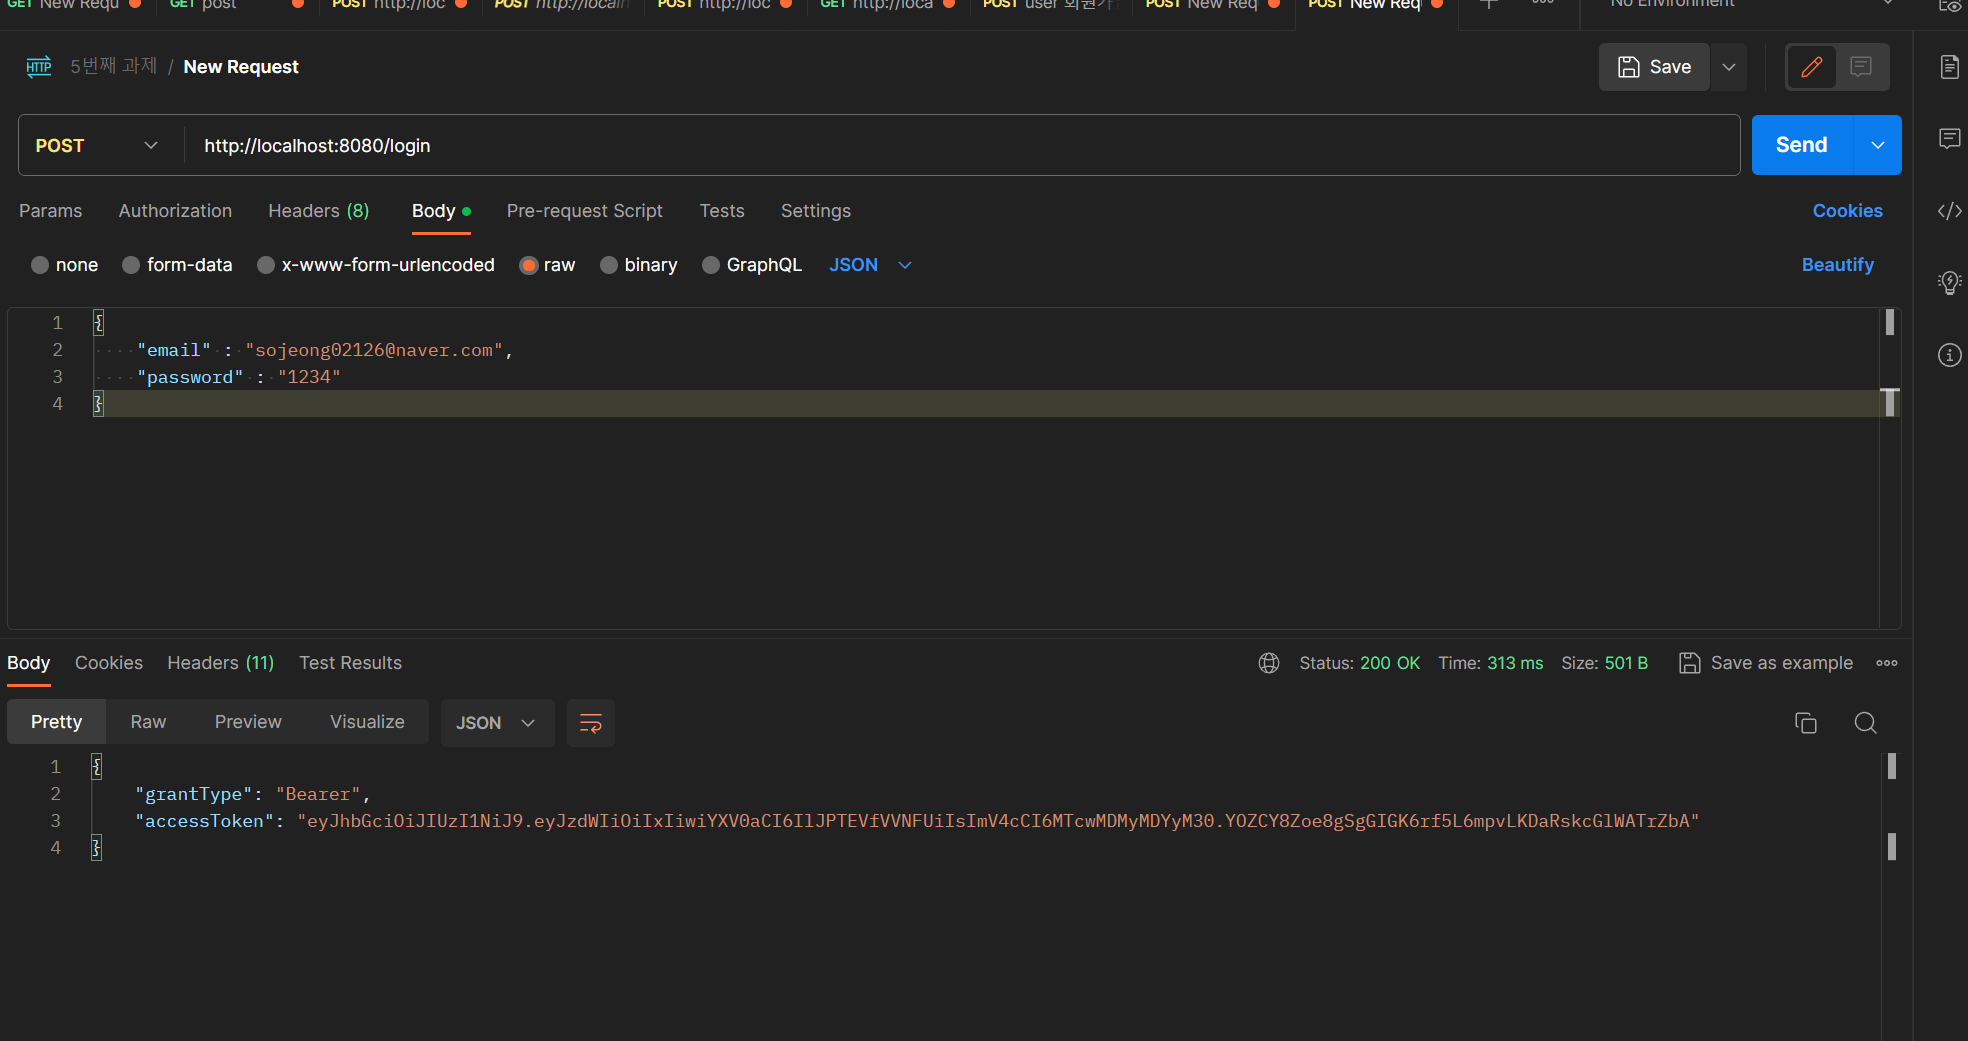 GET New Requ GET post POST http://loc POST http://localh POST http://loc GET http://loca POST user 회원가 POST New Req POST New Req No Environment
HTTP 5번째 과제 / New Request Save
POST http://localhost:8080/login Send
Params Authorization Headers (8) Body Pre-request Script Tests Settings Cookies
none form-data x-www-form-urlencoded raw binary GraphQL JSON Beautify
1 {
2 "email" : "sojeong02126@naver.com",
3 "password" : "1234"
4 }
Body Cookies Headers (11) Test Results Status: 200 OK Time: 313 ms Size: 501 B Save as example
Pretty Raw Preview Visualize JSON
1 {
2 "grantType": "Bearer",
3 "accessToken": "eyJhbGciOiJIUzI1NiJ9.eyJzdWIiOiIxIiwiYXV0aCI6IlJPTEVfVVNFUiIsImV4cCI6MTcwMDMyMDYyM30.YOZCY8Zoe8gSgGIGK6rf5L6mpvLKDaRskcGlWATrZbA"
4 }